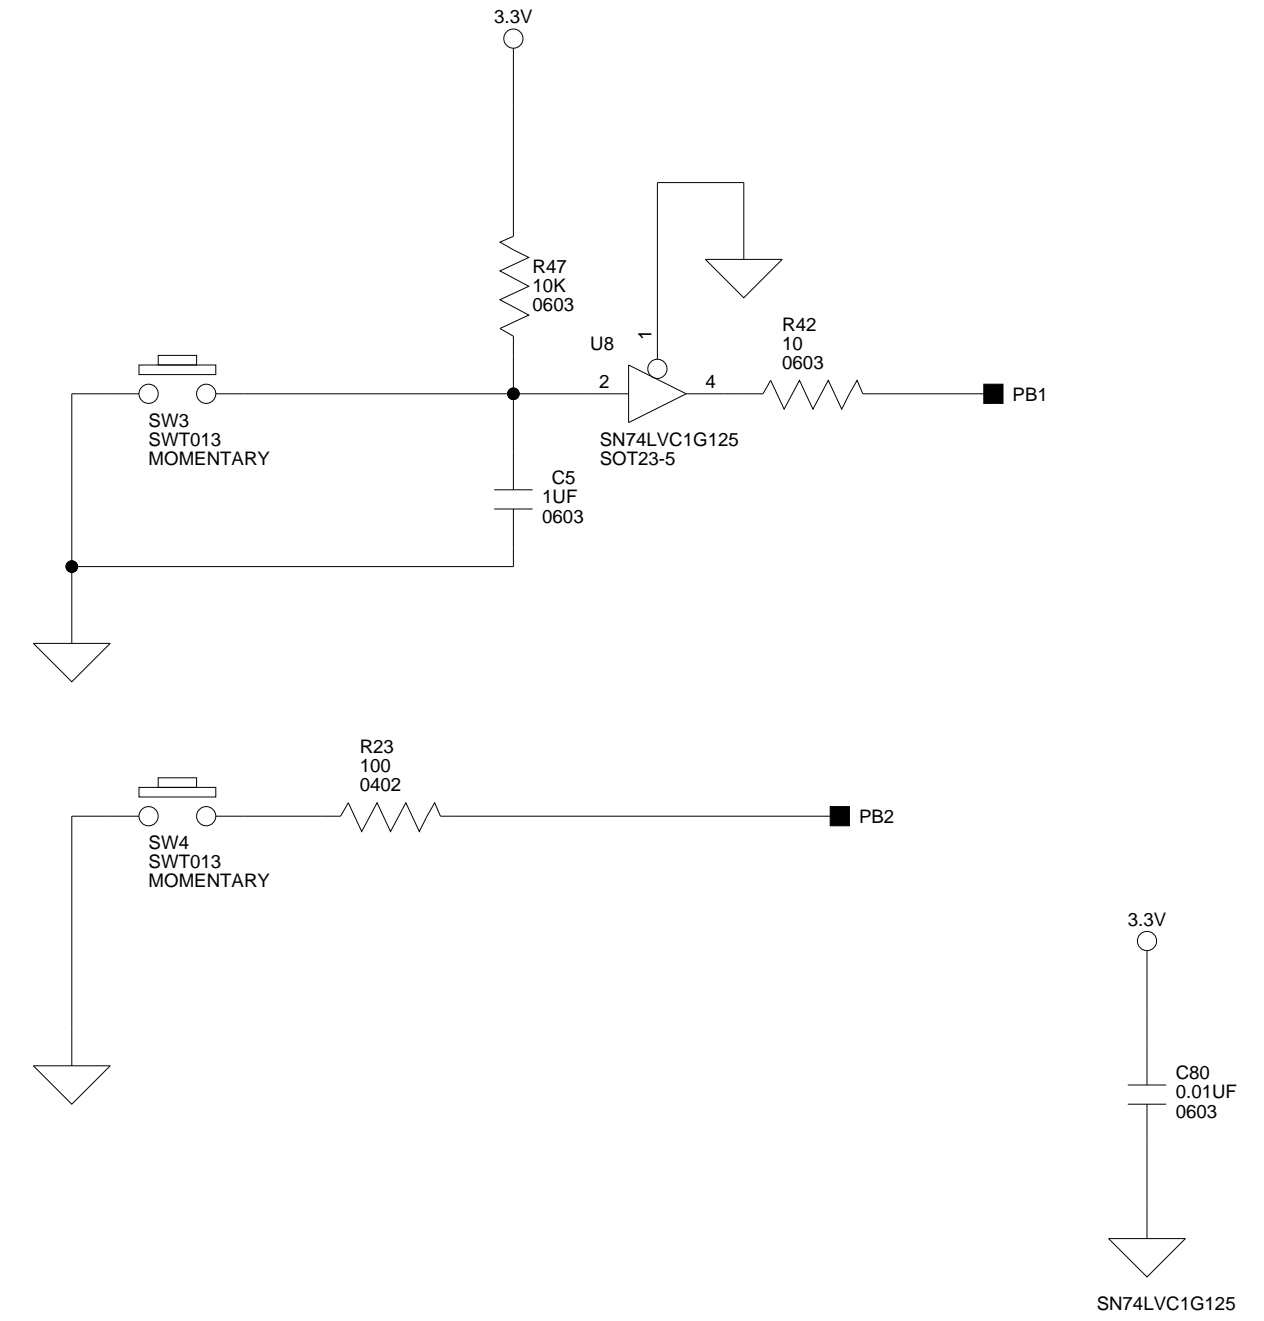 3.3V
R47
10K
0603
1
U8
2
4
R42
10
0603
PB1
SW3
SWT013
MOMENTARY
SN74LVC1G125
SOT23-5
C5
1UF
0603
R23
100
0402
PB2
SW4
SWT013
MOMENTARY
3.3V
C80
0.01UF
0603
SN74LVC1G125